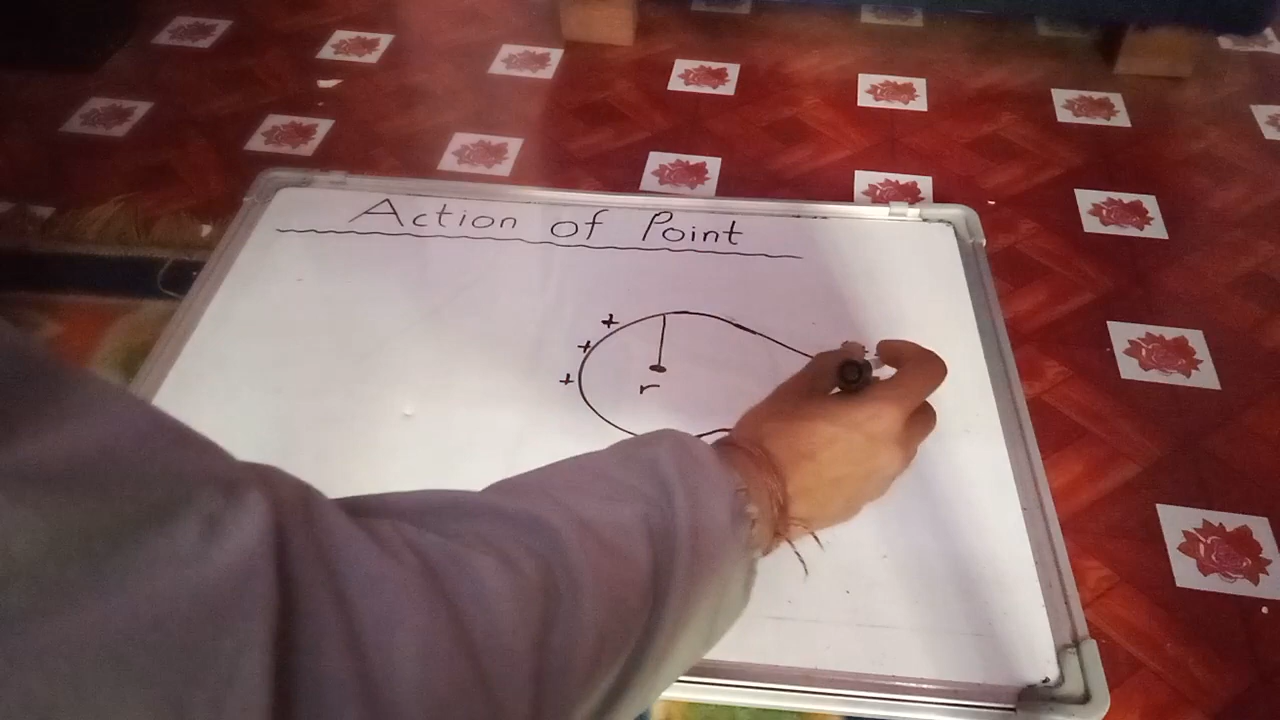 Action of Point
+
+
+
r